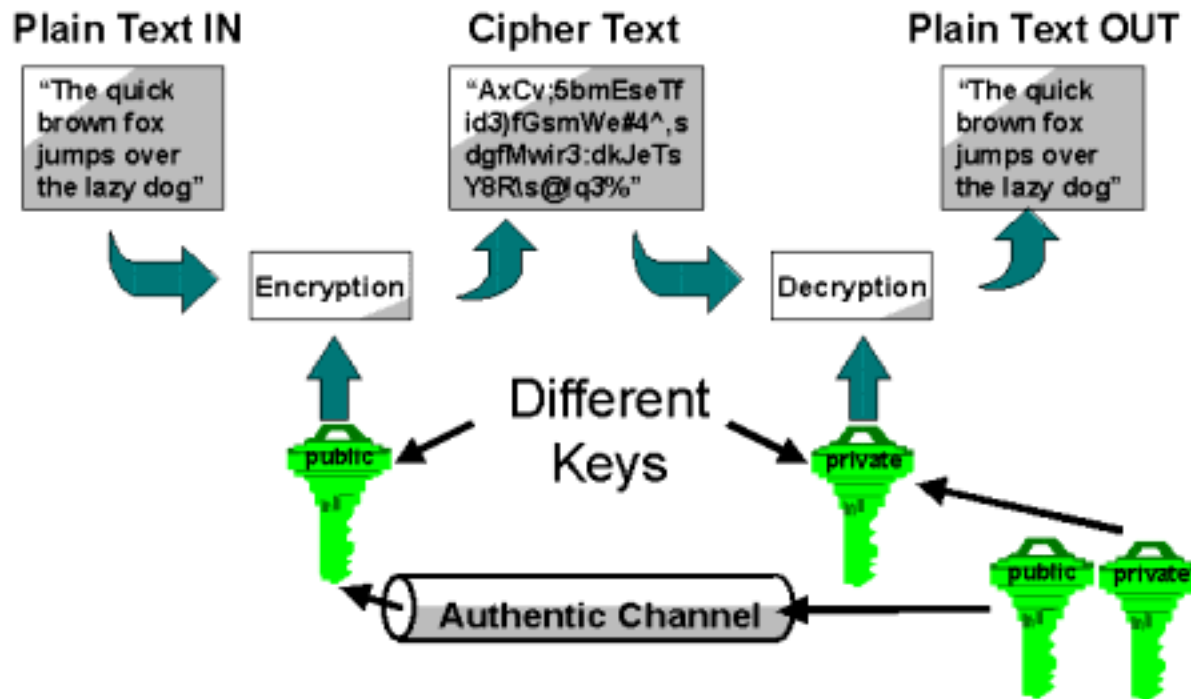 Plain Text IN
Cipher Text
Plain Text OUT
“The quick
brown fox
jumps over
the lazy dog”
“AxCv;5bmEseTf
id3)fGsmWe#4^,s
dgfMwir3:dkJeTs
Y8R\s@!q3%”
“The quick
brown fox
jumps over
the lazy dog”
Encryption
Decryption
Different
Keys
public
private
public
private
Authentic Channel